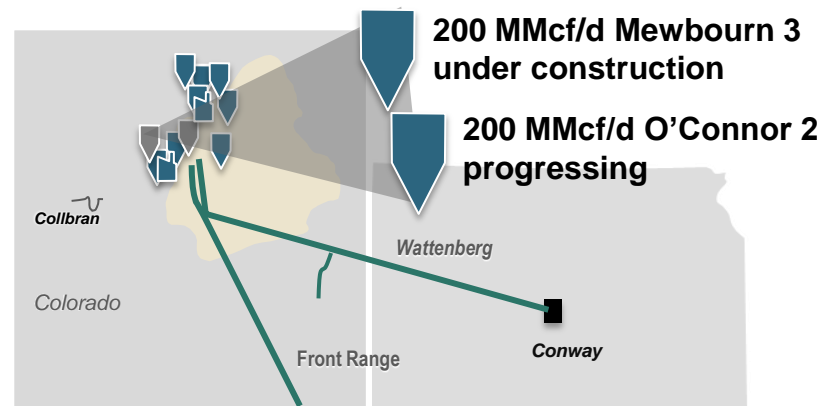 200 MMcf/d Mewbourn 3
under construction
200 MMcf/d O’Connor 2
progressing
Collbran
Wattenberg
Colorado
Front Range
Conway